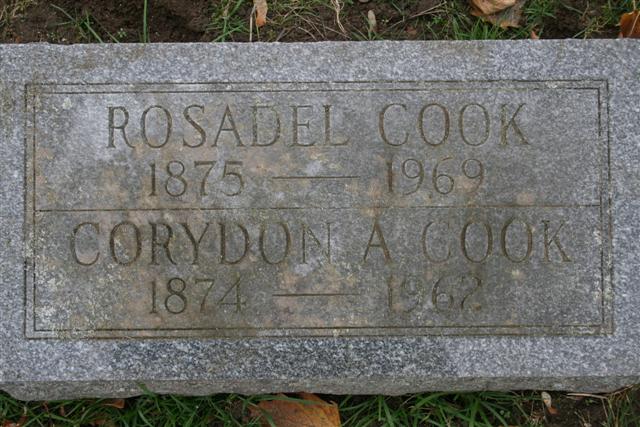 ROSADEL COOK
1875 — 1969
CORYDON A COOK
1874 — 1962